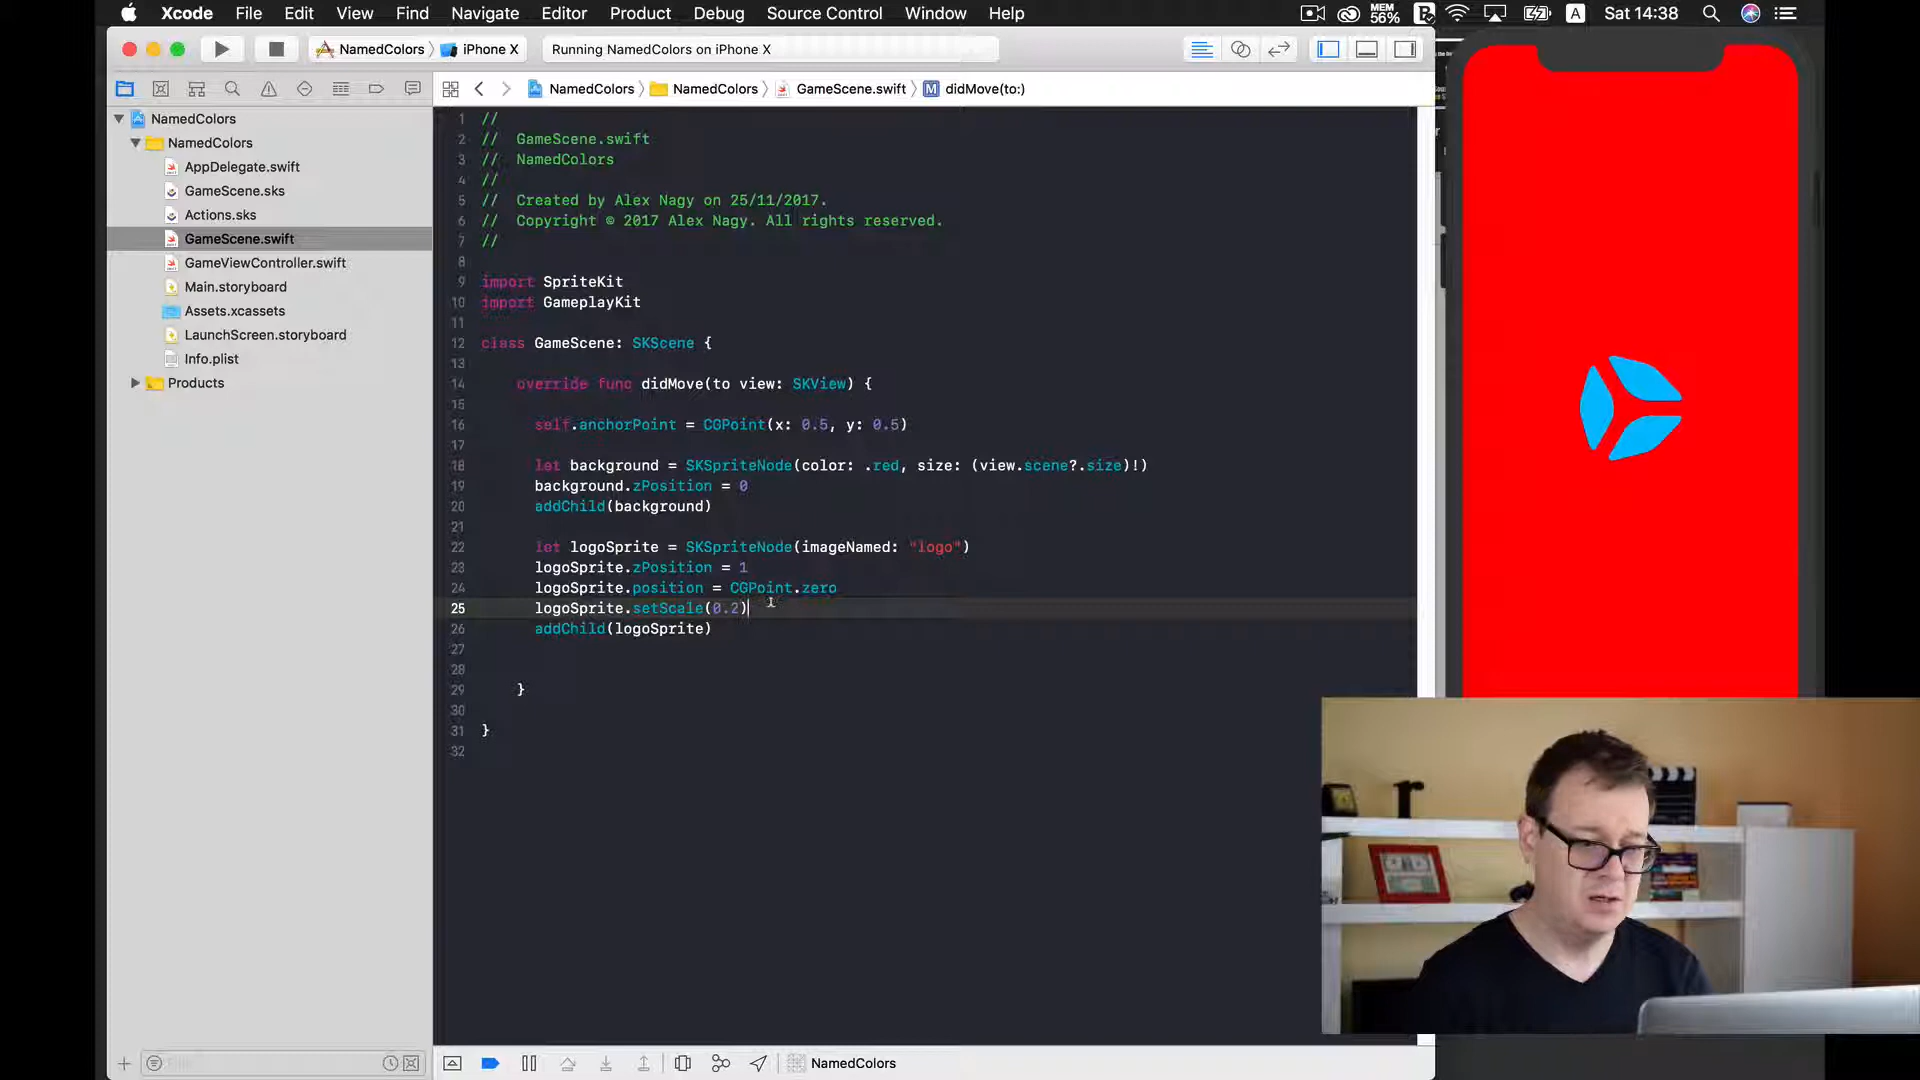 Xcode File Edit View Find Navigate Editor Product Debug Source Control Window Help MEM 56% A Sat 14:38
NamedColors iPhone X Running NamedColors on iPhone X
NamedColors NamedColors GameScene.swift M didMove(to:)
NamedColors
NamedColors
AppDelegate.swift
GameScene.sks
Actions.sks
GameScene.swift
GameViewController.swift
Main.storyboard
Assets.xcassets
LaunchScreen.storyboard
Info.plist
Products
1 //
2 //  GameScene.swift
3 //  NamedColors
4 //
5 //  Created by Alex Nagy on 25/11/2017.
6 //  Copyright © 2017 Alex Nagy. All rights reserved.
7 //
8
9 import SpriteKit
10 import GameplayKit
11
12 class GameScene: SKScene {
13
14 override func didMove(to view: SKView) {
15
16 self.anchorPoint = CGPoint(x: 0.5, y: 0.5)
17
18 let background = SKSpriteNode(color: .red, size: (view.scene?.size)!)
19 background.zPosition = 0
20 addChild(background)
21
22 let logoSprite = SKSpriteNode(imageNamed: "logo")
23 logoSprite.zPosition = 1
24 logoSprite.position = CGPoint.zero
25 logoSprite.setScale(0.2)
26 addChild(logoSprite)
27
28
29 }
30
31 }
32
NamedColors